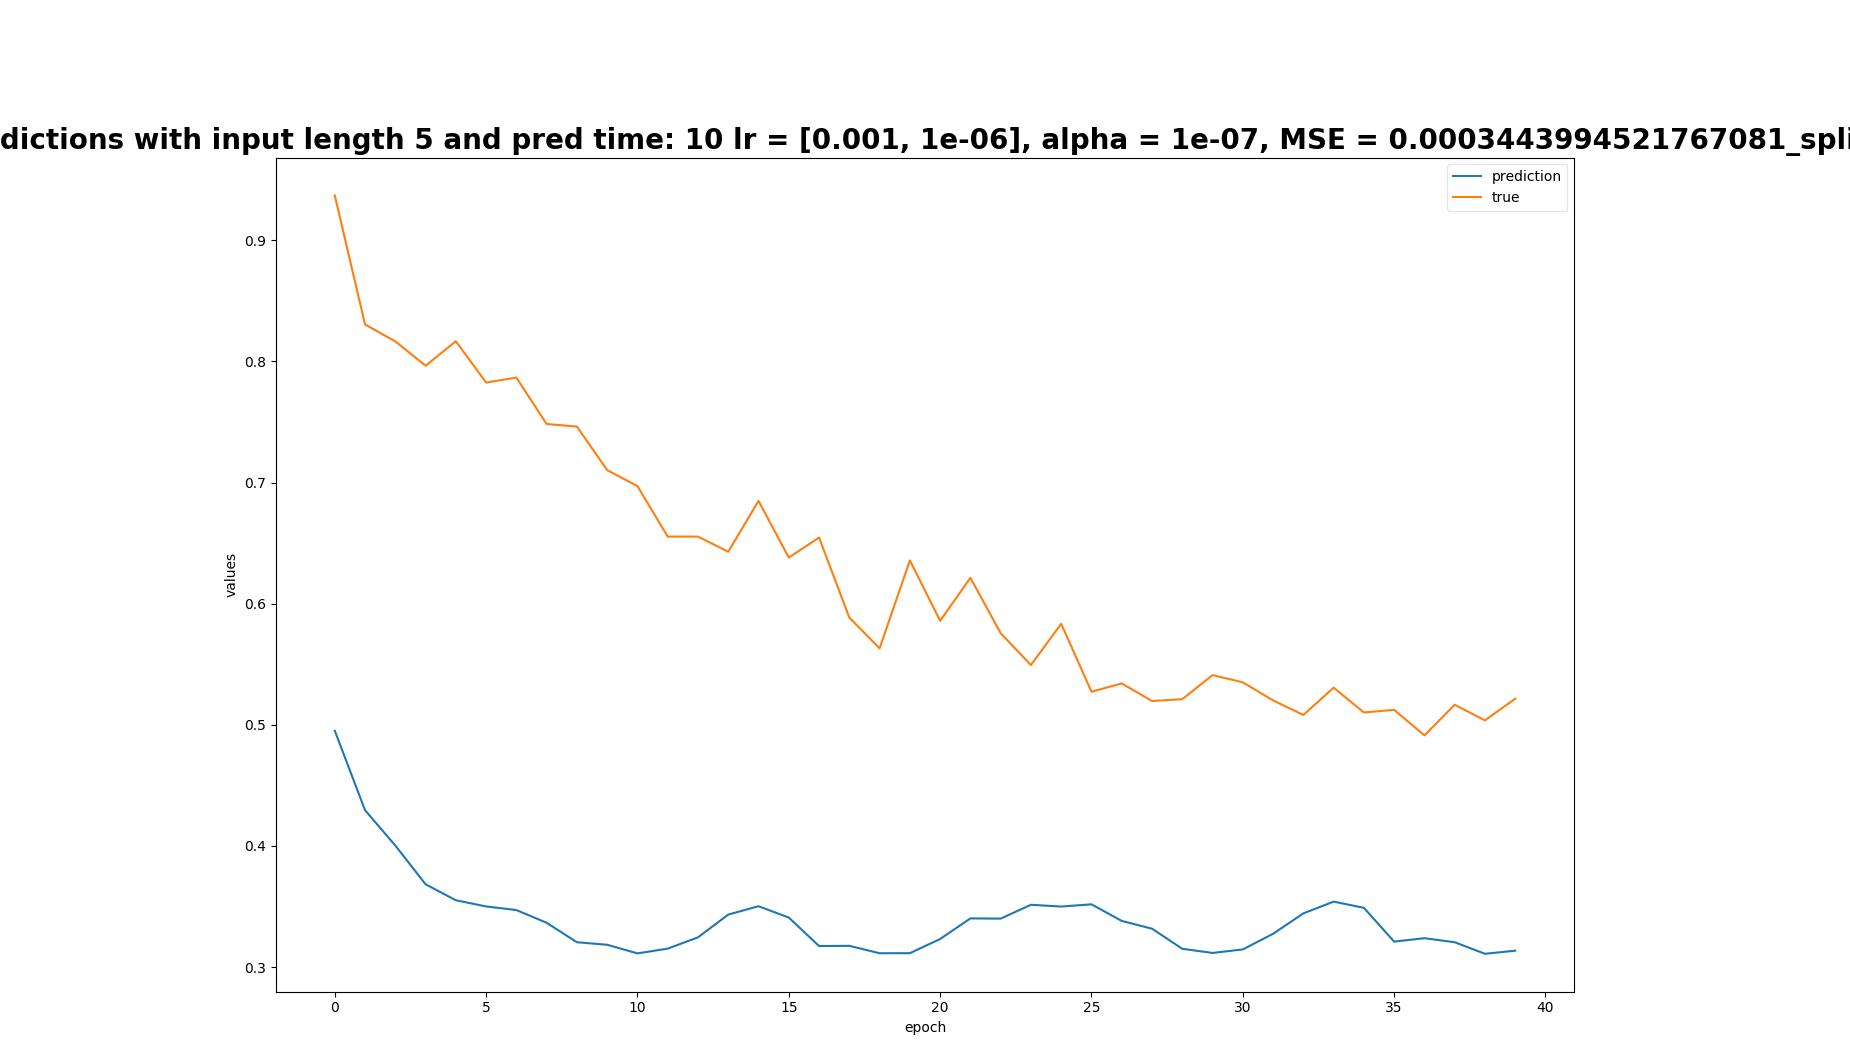 dictions with input length 5 and pred time: 10 lr = [0.001, 1e-06], alpha = 1e-07, MSE = 0.0003443994521767081_spli
prediction
true
0.9
0.8
0.7
0.6
0.5
0.4
0.3
values
0 5 10 15 20 25 30 35 40
epoch